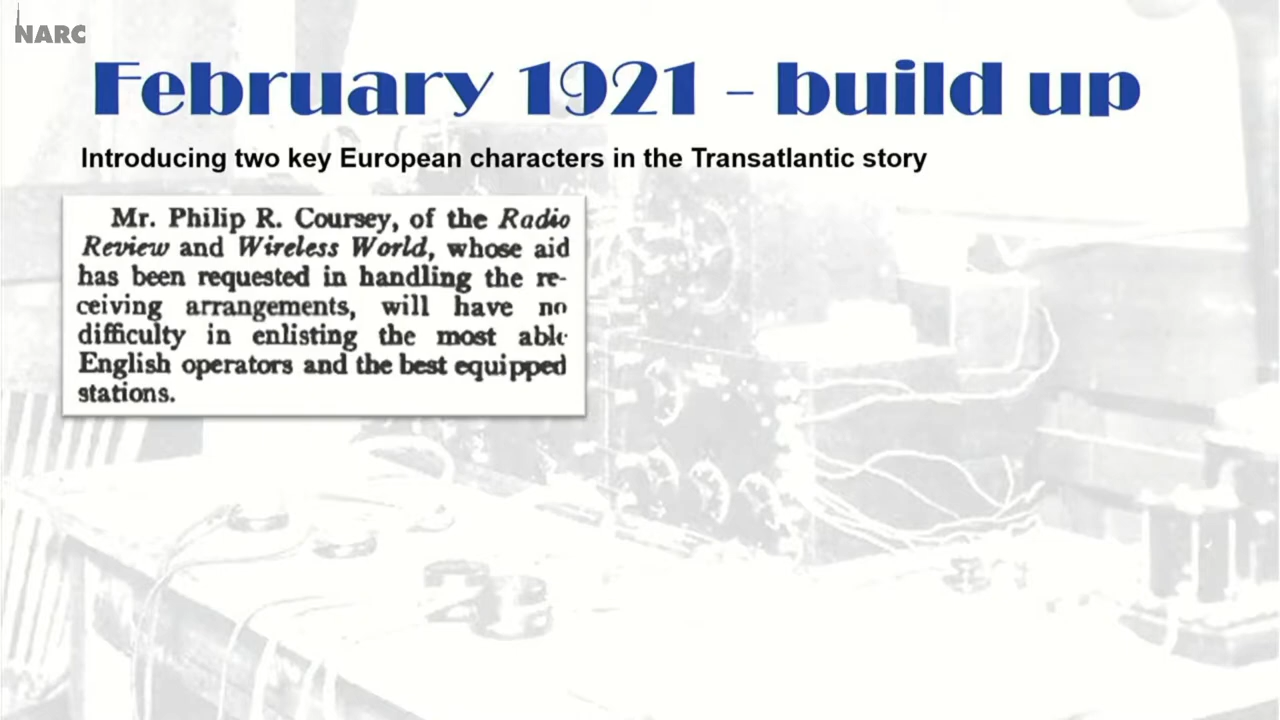 NARC
February 1921 - build up
Introducing two key European characters in the Transatlantic story
Mr. Philip R. Coursey, of the Radio
Review and Wireless World, whose aid
has been requested in handling the re-
ceiving arrangements, will have no
difficulty in enlisting the most able
English operators and the best equipped
stations.